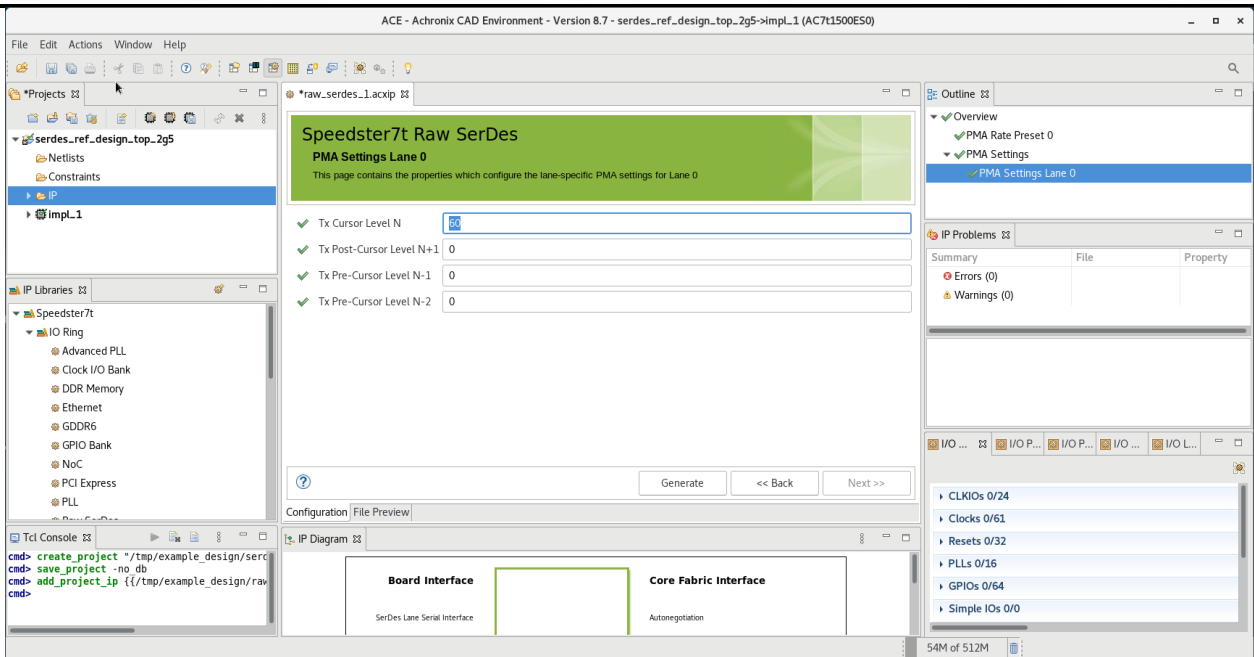 ACE - Achronix CAD Environment - Version 8.7 - serdes_ref_design_top_2g5->impl_1 (AC7t1500ES0)
File Edit Actions Window Help
*Projects
serdes_ref_design_top_2g5
Netlists
Constraints
IP
impl_1
IP Libraries
Speedster7t
IO Ring
Advanced PLL
Clock I/O Bank
DDR Memory
Ethernet
GDDR6
GPIO Bank
NoC
PCI Express
PLL
Raw SerDes
Tcl Console
cmd> create_project "/tmp/example_design/serd
cmd> save_project -no_db
cmd> add_project_ip {{/tmp/example_design/raw
cmd>
*raw_serdes_1.acxip
Speedster7t Raw SerDes
PMA Settings Lane 0
This page contains the properties which configure the lane-specific PMA settings for Lane 0
Tx Cursor Level N 60
Tx Post-Cursor Level N+1 0
Tx Pre-Cursor Level N-1 0
Tx Pre-Cursor Level N-2 0
Generate << Back Next >>
Configuration File Preview
IP Diagram
Board Interface Core Fabric Interface
SerDes Lane Serial Interface Autonegotiation
Outline
Overview
PMA Rate Preset 0
PMA Settings
PMA Settings Lane 0
IP Problems
Summary File Property
Errors (0)
Warnings (0)
I/O ... I/O P... I/O P... I/O ... I/O L...
CLKIOs 0/24
Clocks 0/61
Resets 0/32
PLLs 0/16
GPIOs 0/64
Simple IOs 0/0
54M of 512M